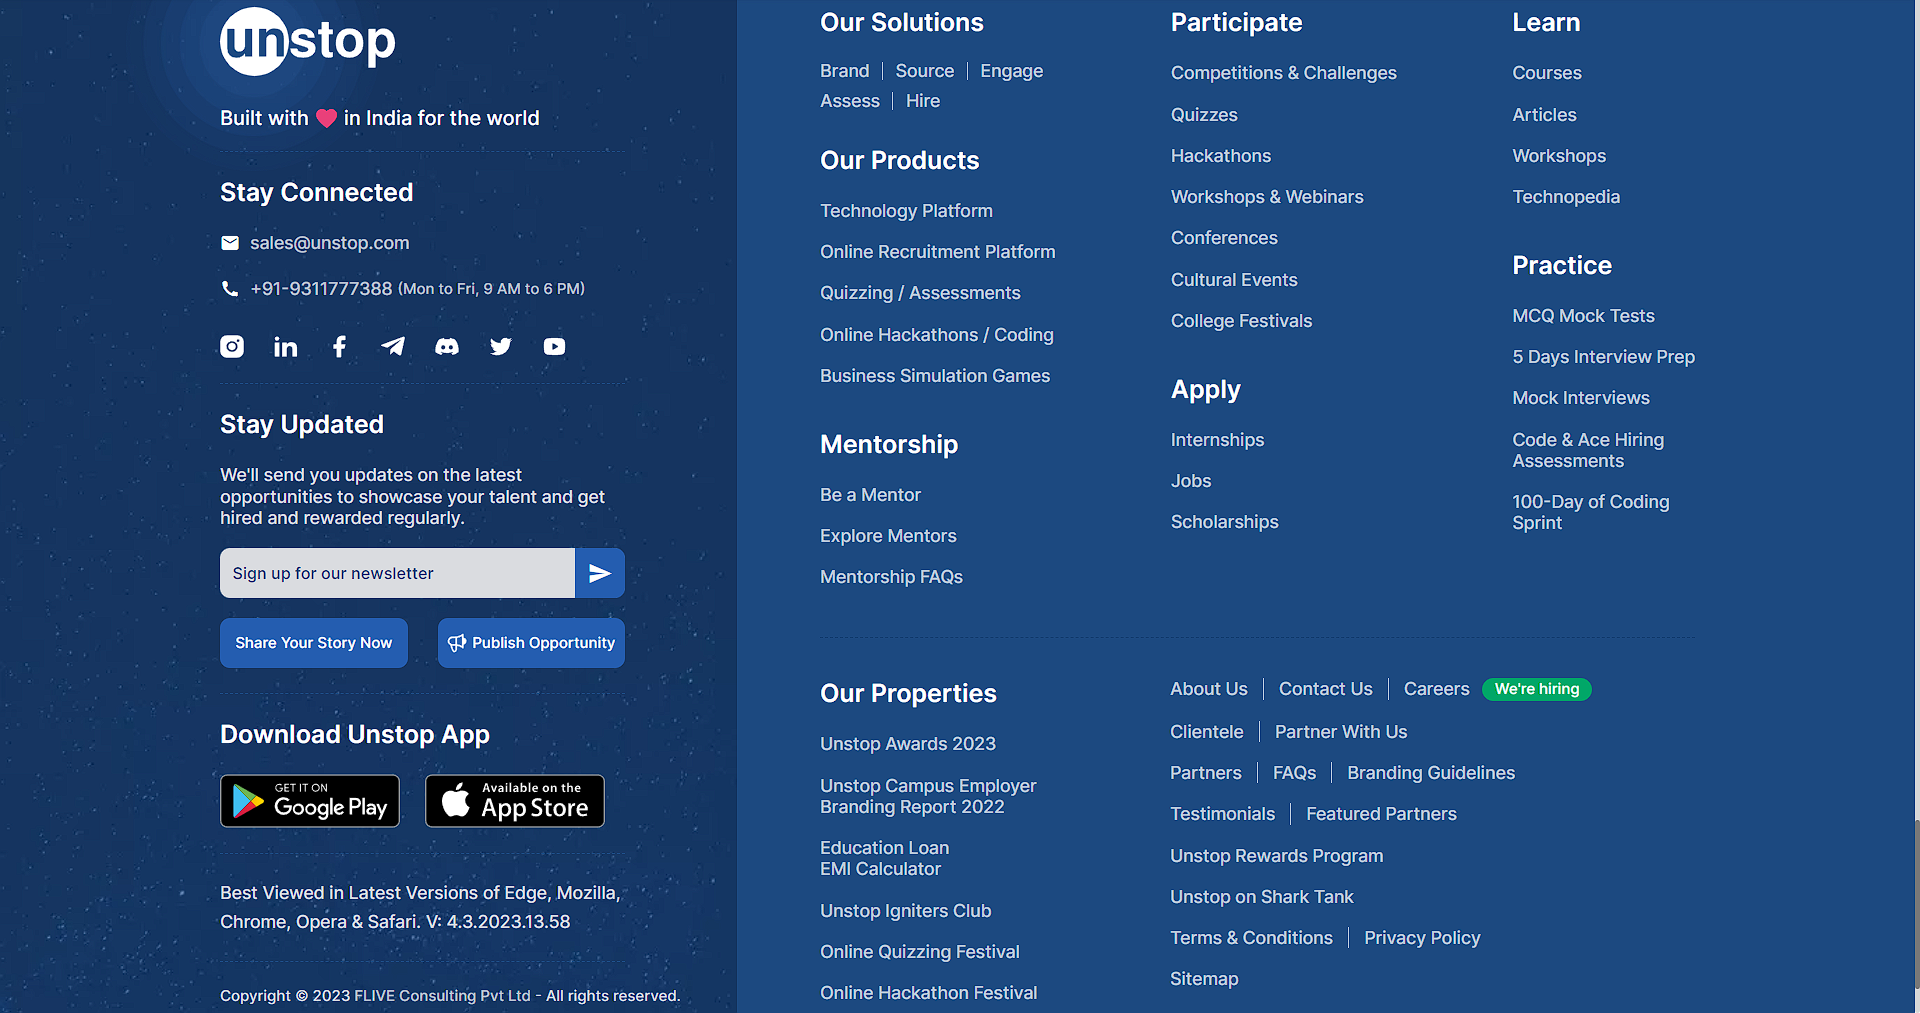 unstop
Built with in India for the world
Stay Connected
sales@unstop.com
+91-9311777388 (Mon to Fri, 9 AM to 6 PM)
Stay Updated
We'll send you updates on the latest
opportunities to showcase your talent and get
hired and rewarded regularly.
Sign up for our newsletter
Share Your Story Now
Publish Opportunity
Download Unstop App
GET IT ON
Google Play
Available on the
App Store
Best Viewed in Latest Versions of Edge, Mozilla,
Chrome, Opera & Safari. V: 4.3.2023.13.58
Copyright © 2023 FLIVE Consulting Pvt Ltd - All rights reserved.
Our Solutions
Brand | Source | Engage
Assess | Hire
Our Products
Technology Platform
Online Recruitment Platform
Quizzing / Assessments
Online Hackathons / Coding
Business Simulation Games
Mentorship
Be a Mentor
Explore Mentors
Mentorship FAQs
Participate
Competitions & Challenges
Quizzes
Hackathons
Workshops & Webinars
Conferences
Cultural Events
College Festivals
Apply
Internships
Jobs
Scholarships
Learn
Courses
Articles
Workshops
Technopedia
Practice
MCQ Mock Tests
5 Days Interview Prep
Mock Interviews
Code & Ace Hiring
Assessments
100-Day of Coding
Sprint
Our Properties
Unstop Awards 2023
Unstop Campus Employer
Branding Report 2022
Education Loan
EMI Calculator
Unstop Igniters Club
Online Quizzing Festival
Online Hackathon Festival
About Us | Contact Us | Careers We're hiring
Clientele | Partner With Us
Partners | FAQs | Branding Guidelines
Testimonials | Featured Partners
Unstop Rewards Program
Unstop on Shark Tank
Terms & Conditions | Privacy Policy
Sitemap